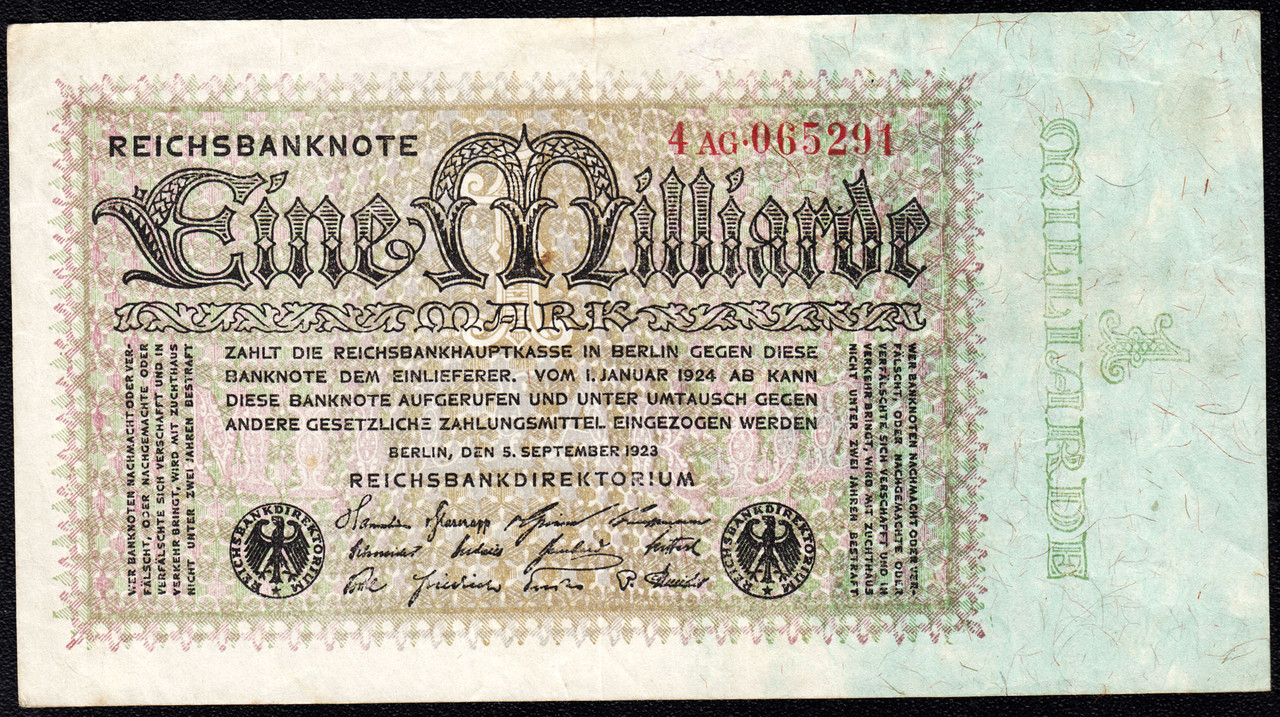 REICHSBANKNOTE
4 AG·065291
Eine Milliarde
MARK
ZAHLT DIE REICHSBANKHAUPTKASSE IN BERLIN GEGEN DIESE
BANKNOTE DEM EINLIEFERER. VOM 1. JANUAR 1924 AB KANN
DIESE BANKNOTE AUFGERUFEN UND UNTER UMTAUSCH GEGEN
ANDERE GESETZLICHE ZAHLUNGSMITTEL EINGEZOGEN WERDEN
BERLIN, DEN 5. SEPTEMBER 1923
REICHSBANKDIREKTORIUM
v. Glasenapp
Friedrich
REICHSBANKDIREKTORIUM
REICHSBANKDIREKTORIUM
WER BANKNOTEN NACHMACHT ODER VER-
FÄLSCHT, ODER NACHGEMACHTE ODER
VERFÄLSCHTE SICH VERSCHAFFT UND IN
VERKEHR BRINGT, WIRD MIT ZUCHTHAUS
NICHT UNTER ZWEI JAHREN BESTRAFT
WER BANKNOTEN NACHMACHT ODER VER-
FÄLSCHT, ODER NACHGEMACHTE ODER
VERFÄLSCHTE SICH VERSCHAFFT UND IN
VERKEHR BRINGT, WIRD MIT ZUCHTHAUS
NICHT UNTER ZWEI JAHREN BESTRAFT
1
MILLIARDE